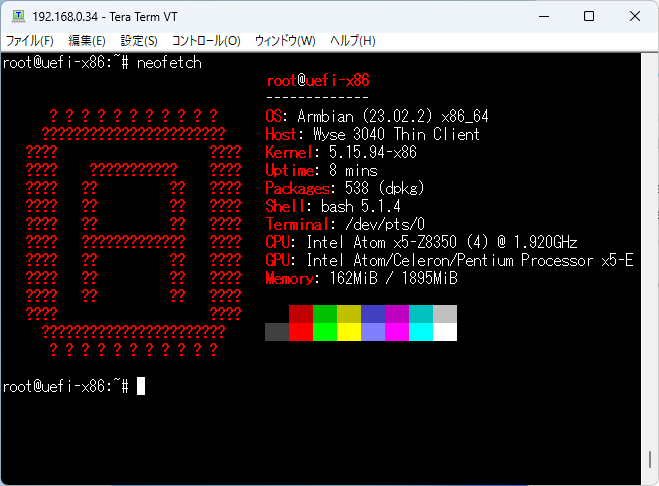 192.168.0.34 - Tera Term VT
ファイル(F) 編集(E) 設定(S) コントロール(O) ウィンドウ(W) ヘルプ(H)
root@uefi-x86:~# neofetch
root@uefi-x86
-------------
? ? ? ? ? ? ? ? ? ? ? OS: Armbian (23.02.2) x86_64
??????????????????????? Host: Wyse 3040 Thin Client
???? ???? Kernel: 5.15.94-x86
???? ??????????? ???? Uptime: 8 mins
???? ?? ?? ???? Packages: 538 (dpkg)
???? ?? ?? ???? Shell: bash 5.1.4
???? ?? ?? ???? Terminal: /dev/pts/0
???? ????????????? ???? CPU: Intel Atom x5-Z8350 (4) @ 1.920GHz
???? ?? ?? ???? GPU: Intel Atom/Celeron/Pentium Processor x5-E
???? ?? ?? ???? Memory: 162MiB / 1895MiB
???? ?? ?? ????
???? ????
???????????????????????
? ? ? ? ? ? ? ? ? ? ?
root@uefi-x86:~#